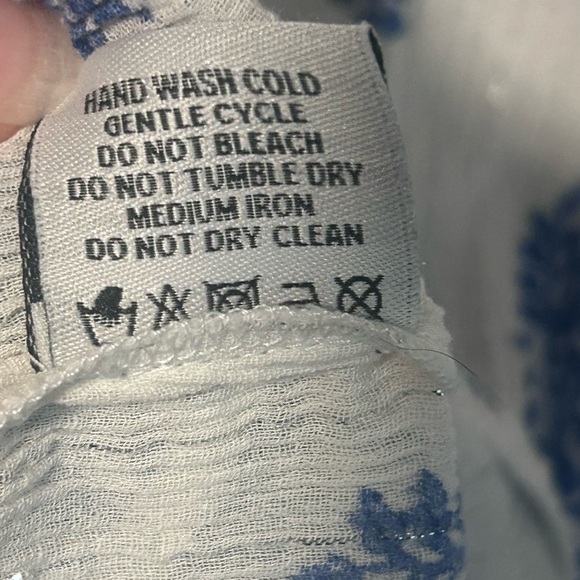 HAND WASH COLD
GENTLE CYCLE
DO NOT BLEACH
DO NOT TUMBLE DRY
MEDIUM IRON
DO NOT DRY CLEAN